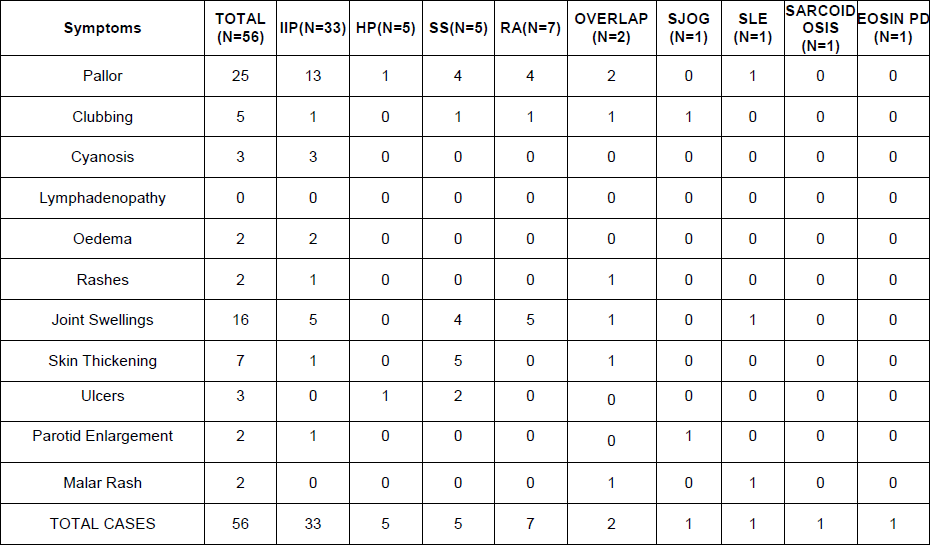 Symptoms TOTAL (N=56) IIP(N=33) HP(N=5) SS(N=5) RA(N=7) OVERLAP (N=2) SJOG (N=1) SLE (N=1) SARCOID OSIS (N=1) EOSIN PD (N=1)
Pallor 25 13 1 4 4 2 0 1 0 0
Clubbing 5 1 0 1 1 1 1 0 0 0
Cyanosis 3 3 0 0 0 0 0 0 0 0
Lymphadenopathy 0 0 0 0 0 0 0 0 0 0
Oedema 2 2 0 0 0 0 0 0 0 0
Rashes 2 1 0 0 0 1 0 0 0 0
Joint Swellings 16 5 0 4 5 1 0 1 0 0
Skin Thickening 7 1 0 5 0 1 0 0 0 0
Ulcers 3 0 1 2 0 0 0 0 0 0
Parotid Enlargement 2 1 0 0 0 0 1 0 0 0
Malar Rash 2 0 0 0 0 1 0 1 0 0
TOTAL CASES 56 33 5 5 7 2 1 1 1 1